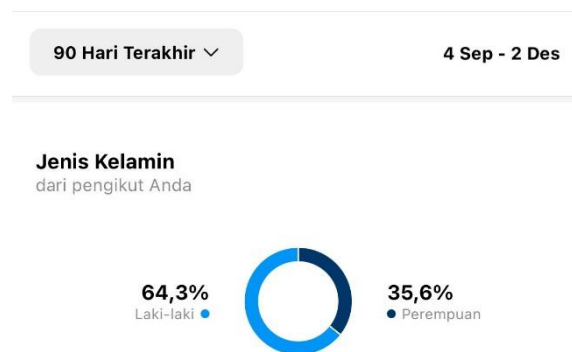 90 Hari Terakhir
4 Sep - 2 Des
Jenis Kelamin
dari pengikut Anda
64,3%
Laki-laki
35,6%
Perempuan